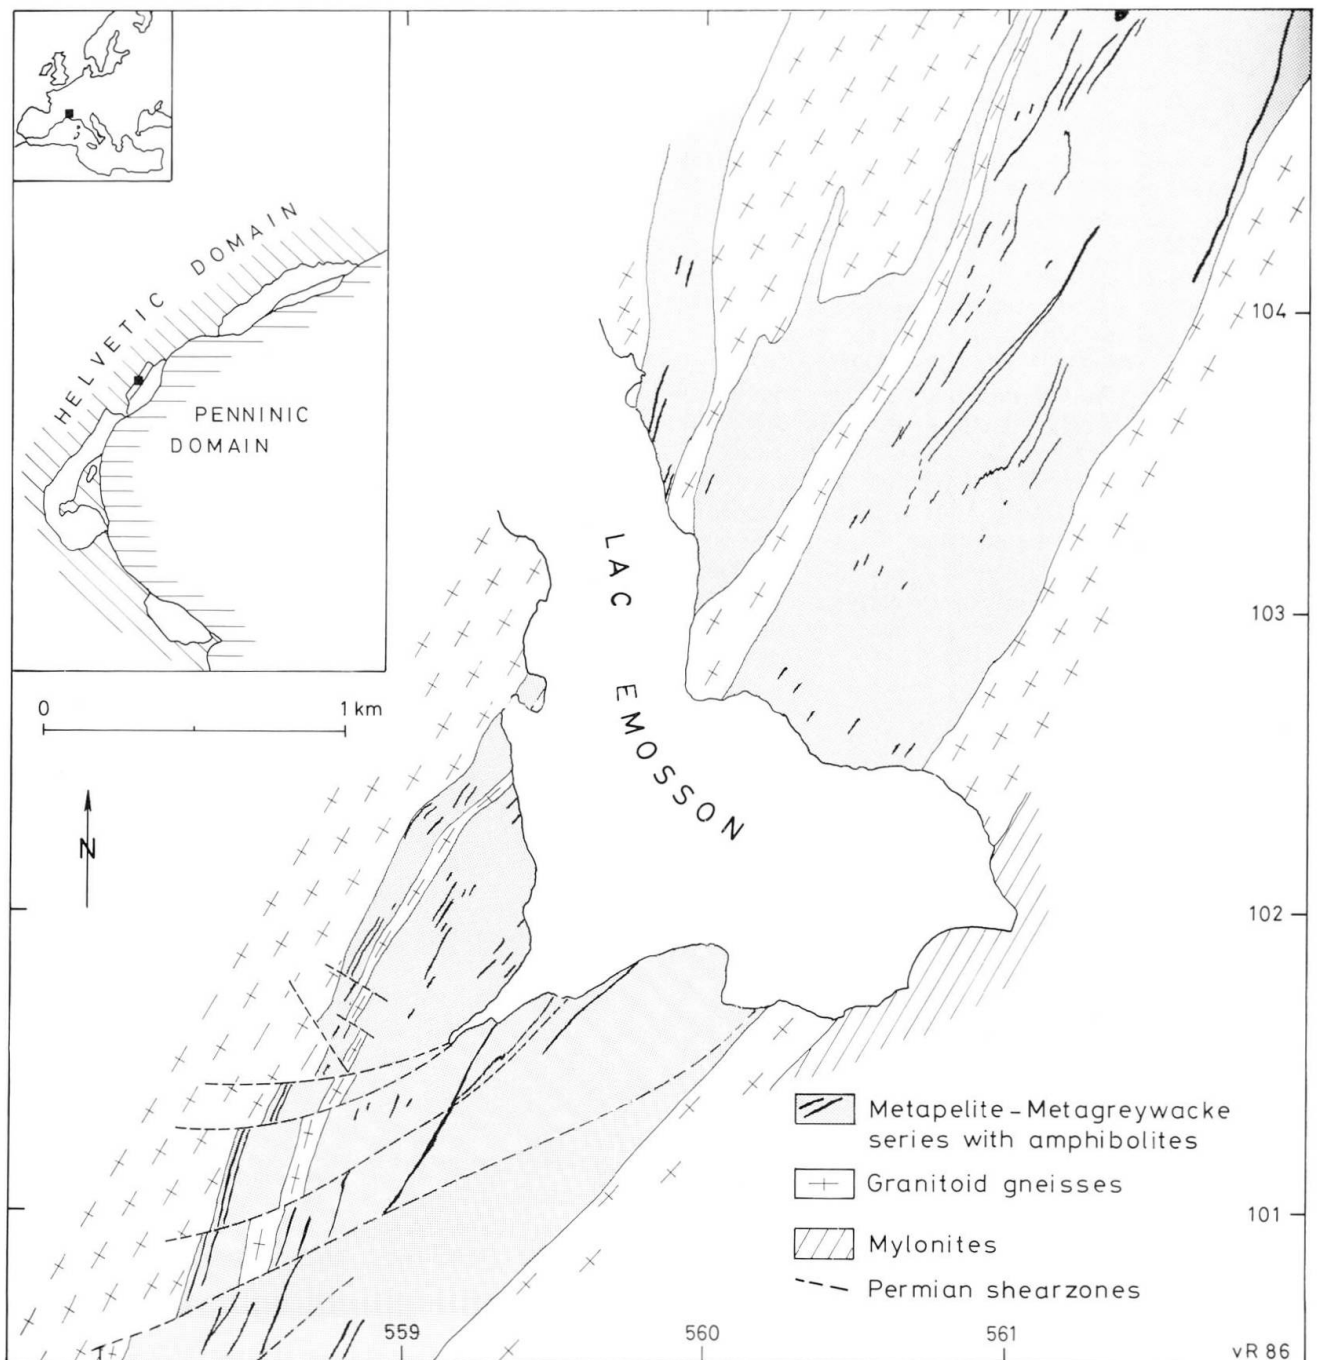 HELVETIC DOMAIN
PENNINIC
DOMAIN
104
103
0 1 km
LAC EMOSSON
N
102
Metapelite-Metagreywacke
series with amphibolites
Granitoid gneisses
101
Mylonites
Permian shearzones
559 560 561
vR 86